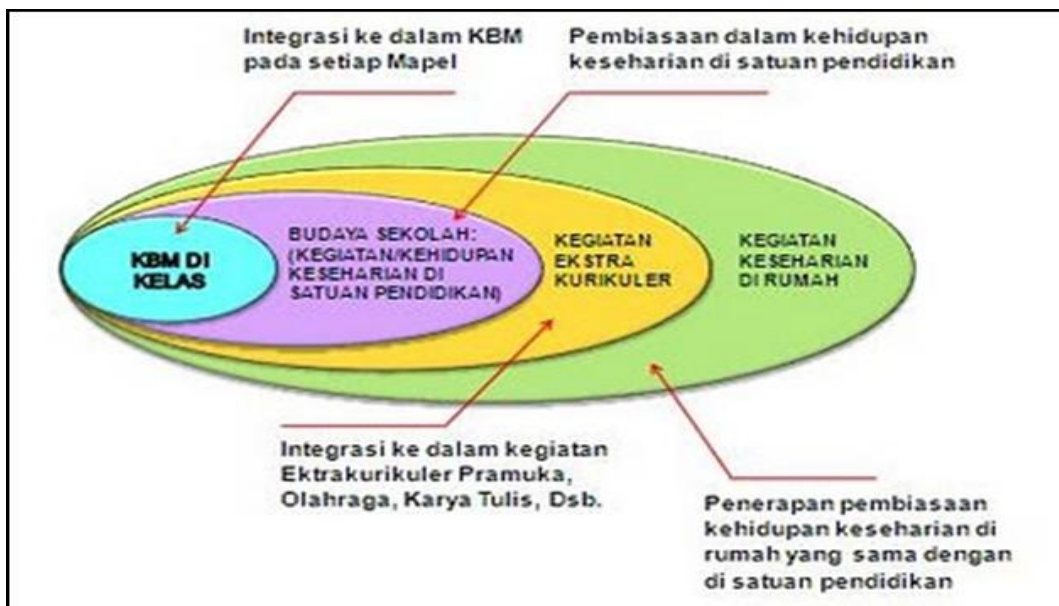 Integrasi ke dalam KBM
pada setiap Mapel
Pembiasaan dalam kehidupan
keseharian di satuan pendidikan
KBM DI
KELAS
BUDAYA SEKOLAH:
(KEGIATAN/KEHIDUPAN
KESEHARIAN DI
SATUAN PENDIDIKAN)
KEGIATAN
EKSTRA
KURIKULER
KEGIATAN
KESEHARIAN
DI RUMAH
Integrasi ke dalam kegiatan
Ektrakurikuler Pramuka,
Olahraga, Karya Tulis, Dsb.
Penerapan pembiasaan
kehidupan keseharian di
rumah yang sama dengan
di satuan pendidikan